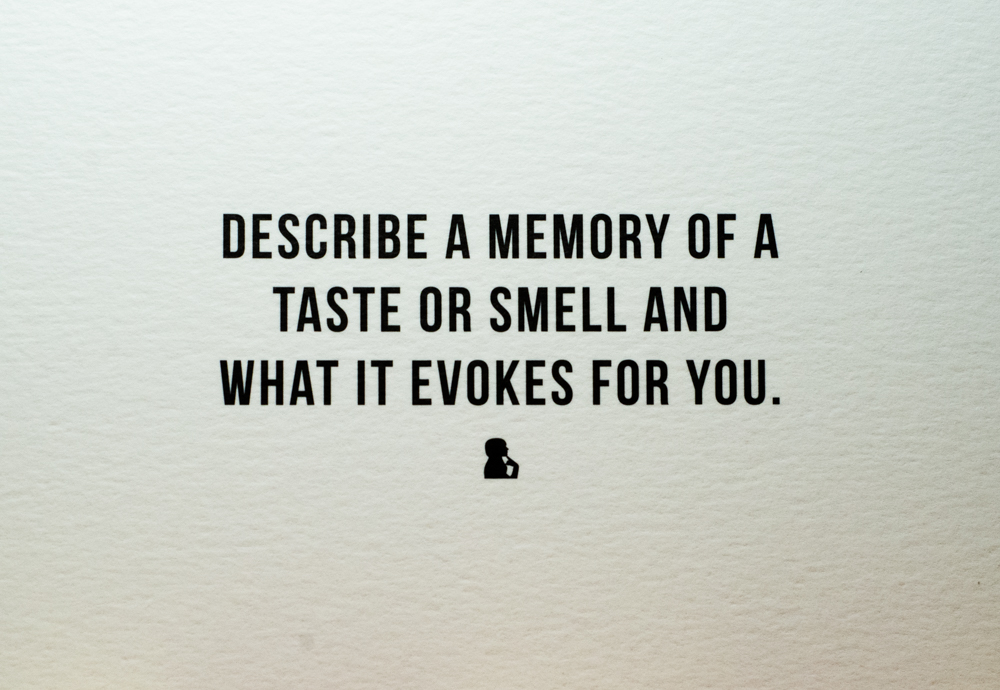 DESCRIBE A MEMORY OF A
TASTE OR SMELL AND
WHAT IT EVOKES FOR YOU.